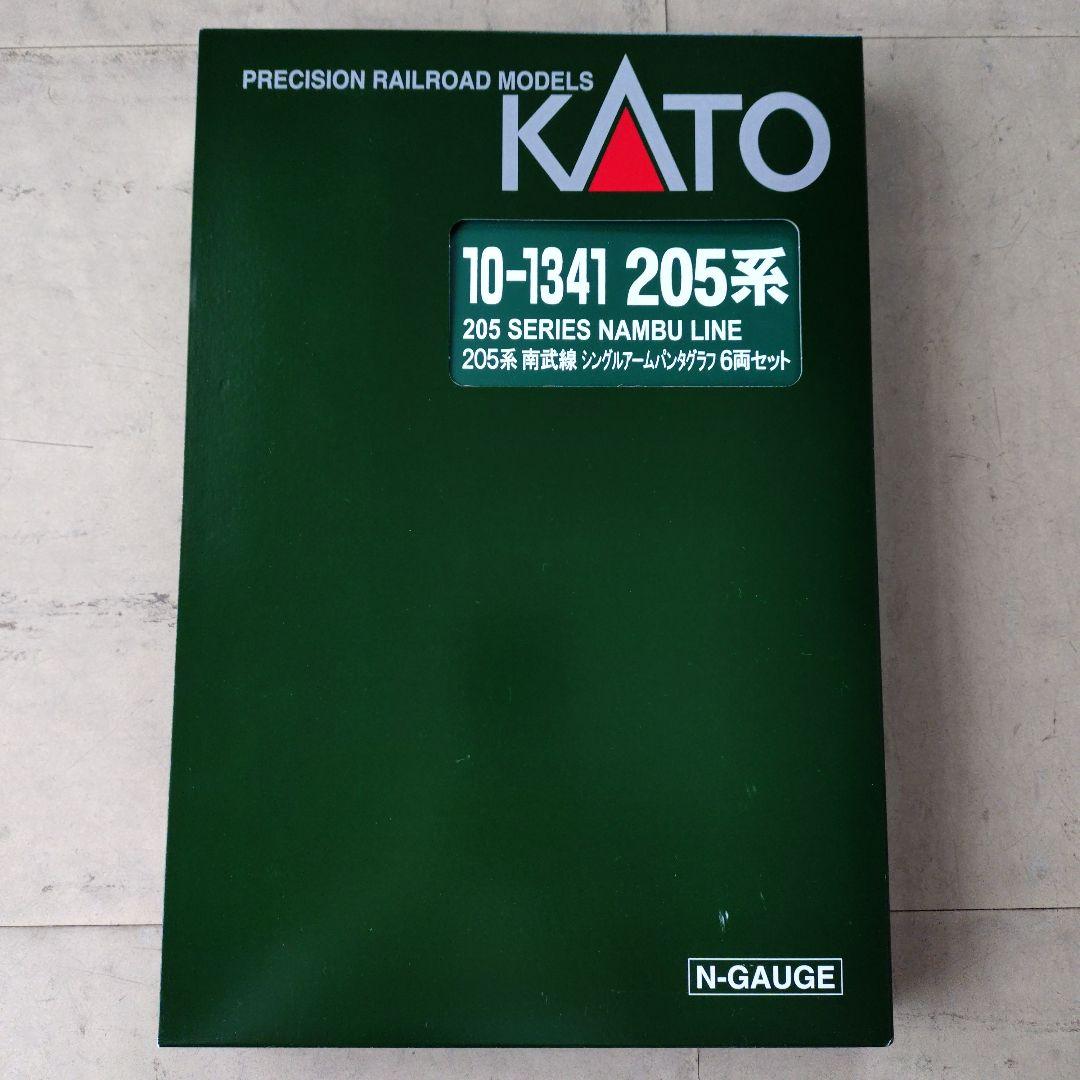 PRECISION RAILROAD MODELS
KATO
10-1341 205系
205 SERIES NAMBU LINE
205系 南武線 シングルアームパンタグラフ 6両セット
N-GAUGE